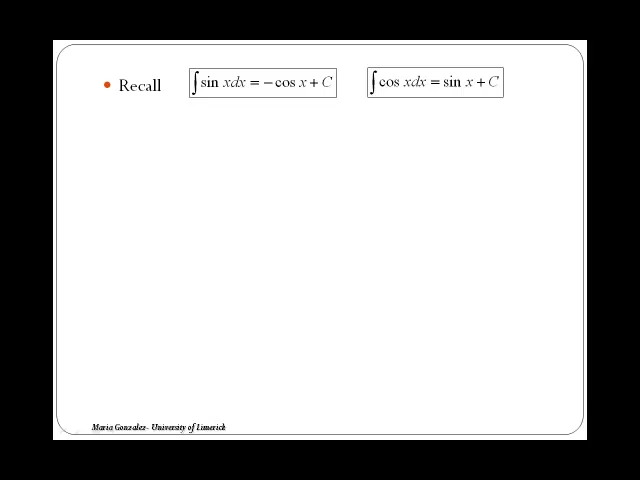 • Recall ∫ sin xdx = −cos x + C ∫ cos xdx = sin x + C
Maria Gonzalez - University of Limerick